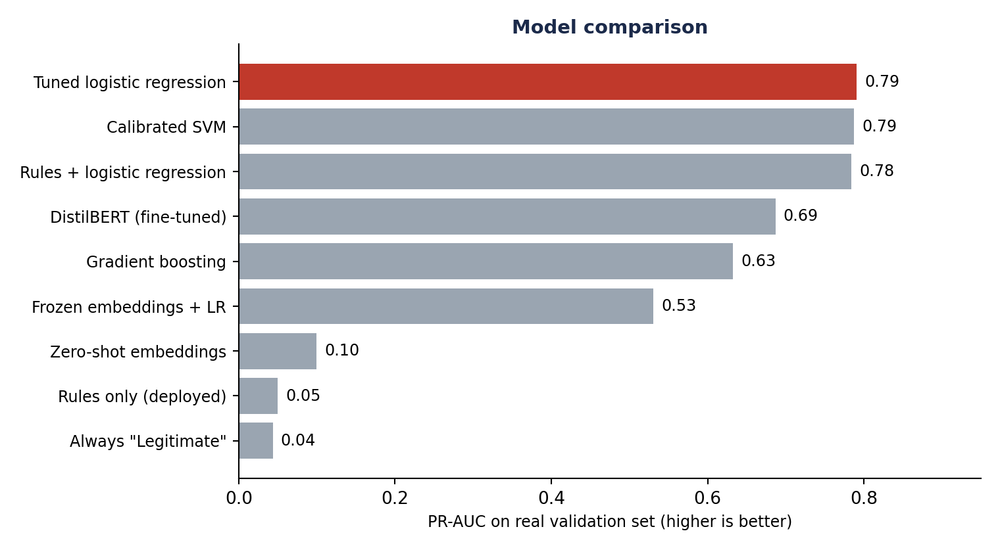 Model comparison
Tuned logistic regression 0.79
Calibrated SVM 0.79
Rules + logistic regression 0.78
DistilBERT (fine-tuned) 0.69
Gradient boosting 0.63
Frozen embeddings + LR 0.53
Zero-shot embeddings 0.10
Rules only (deployed) 0.05
Always "Legitimate" 0.04
0.0 0.2 0.4 0.6 0.8
PR-AUC on real validation set (higher is better)